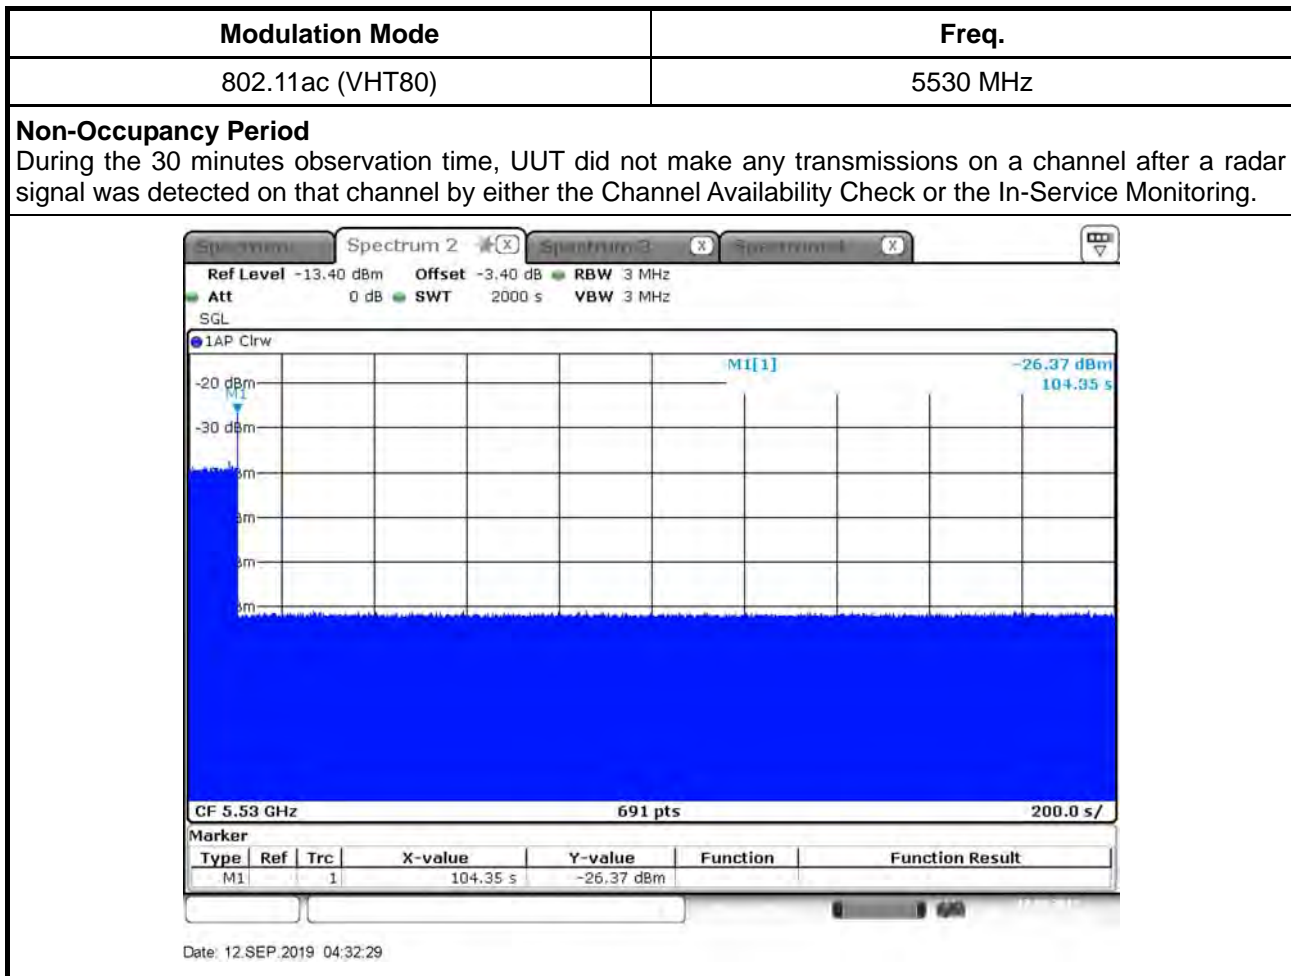 Modulation Mode Freq.
802.11ac (VHT80) 5530 MHz
Non-Occupancy Period
During the 30 minutes observation time, UUT did not make any transmissions on a channel after a radar
signal was detected on that channel by either the Channel Availability Check or the In-Service Monitoring.
Spectrum 2
Ref Level -13.40 dBm Offset -3.40 dB RBW 3 MHz
Att 0 dB SWT 2000 s VBW 3 MHz
SGL
1AP Clrw
M1[1] -26.37 dBm
104.35 s
-20 dBm
M1
-30 dBm
CF 5.53 GHz 691 pts 200.0 s/
Marker
Type Ref Trc X-value Y-value Function Function Result
M1 1 104.35 s -26.37 dBm
Date: 12.SEP.2019 04:32:29